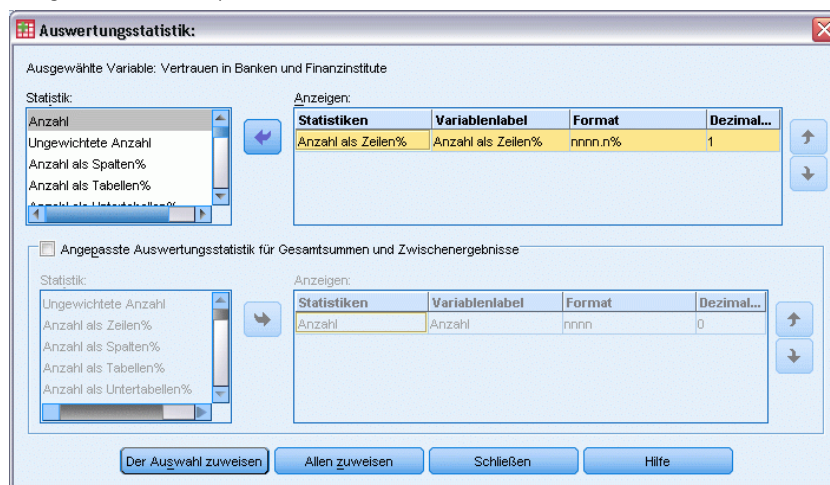 Auswertungsstatistik:
Ausgewählte Variable: Vertrauen in Banken und Finanzinstitute
Statistik:
Anzahl
Ungewichtete Anzahl
Anzahl als Spalten%
Anzahl als Tabellen%
Anzeigen:
Statistiken Variablenlabel Format Dezimal...
Anzahl als Zeilen% Anzahl als Zeilen% nnnn.n% 1
Angepasste Auswertungsstatistik für Gesamtsummen und Zwischenergebnisse
Statistik:
Ungewichtete Anzahl
Anzahl als Zeilen%
Anzahl als Spalten%
Anzahl als Tabellen%
Anzahl als Untertabellen%
Anzeigen:
Statistiken Variablenlabel Format Dezimal...
Anzahl Anzahl nnnn 0
Der Auswahl zuweisen Allen zuweisen Schließen Hilfe